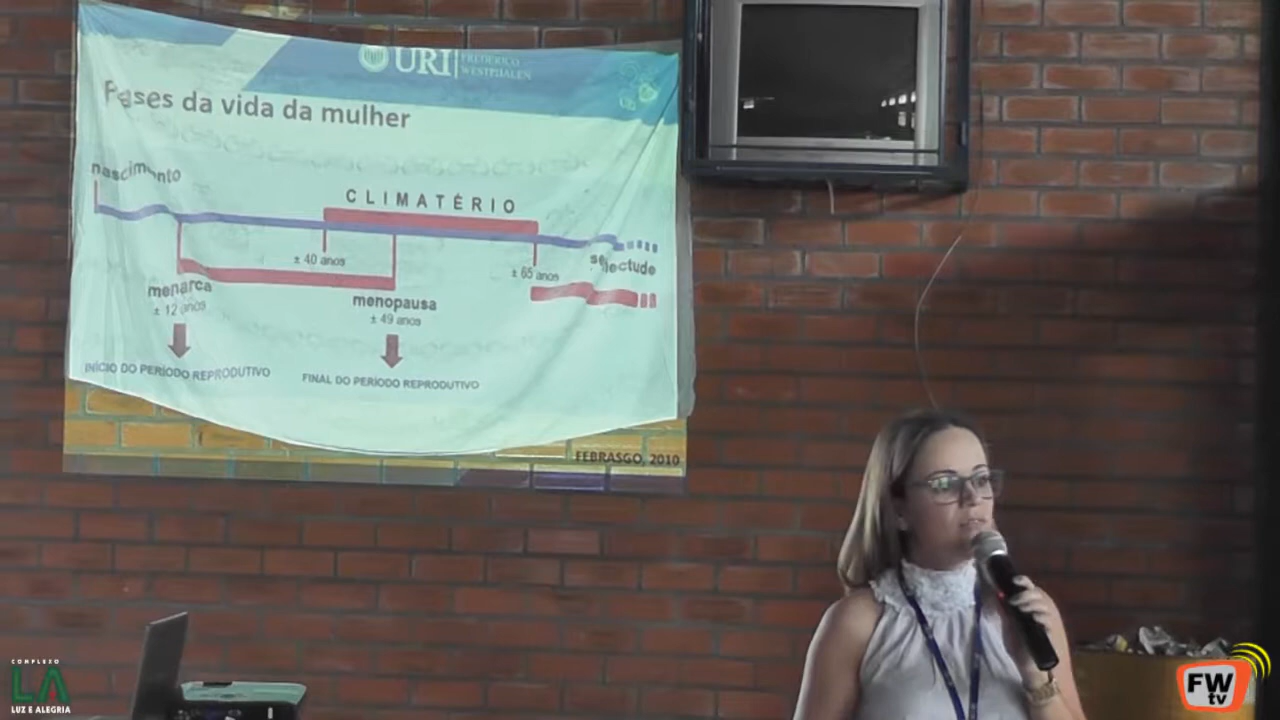 URI
FREDERICO
WESTPHALEN
Fases da vida da mulher
nascimento
CLIMATÉRIO
± 40 anos
± 65 anos
senectude
menarca
± 12 anos
menopausa
± 49 anos
INÍCIO DO PERÍODO REPRODUTIVO
FINAL DO PERÍODO REPRODUTIVO
FEBRASGO, 2010
COMPLEXO
LA
LUZ E ALEGRIA
FW
tv